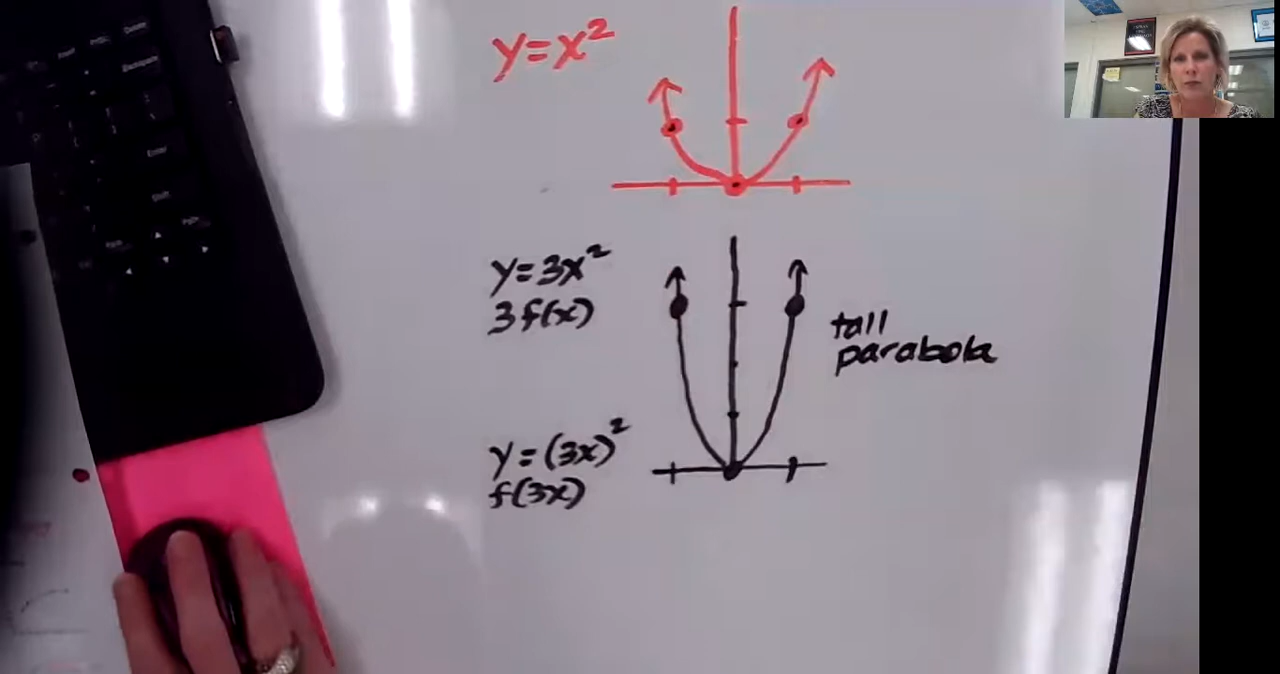 y=x²
y=3x²
3f(x)
tall
parabola
y=(3x)²
f(3x)